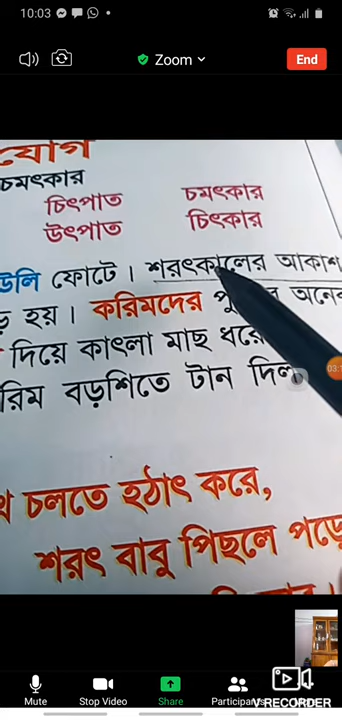 10:03
Zoom
End
যোগ
চমৎকার
চিৎপাত চমৎকার
উৎপাত চিৎকার
উলি ফোটে। শরৎকালের আকাশ
হয়। করিমদের
দিয়ে কাৎলা মাছ ধরে
রিম বড়শিতে টান দিল
চলতে হঠাৎ করে,
শরৎ বাবু পিছলে পড়ে
Mute
Stop Video
Share
Participants
V RECORDER